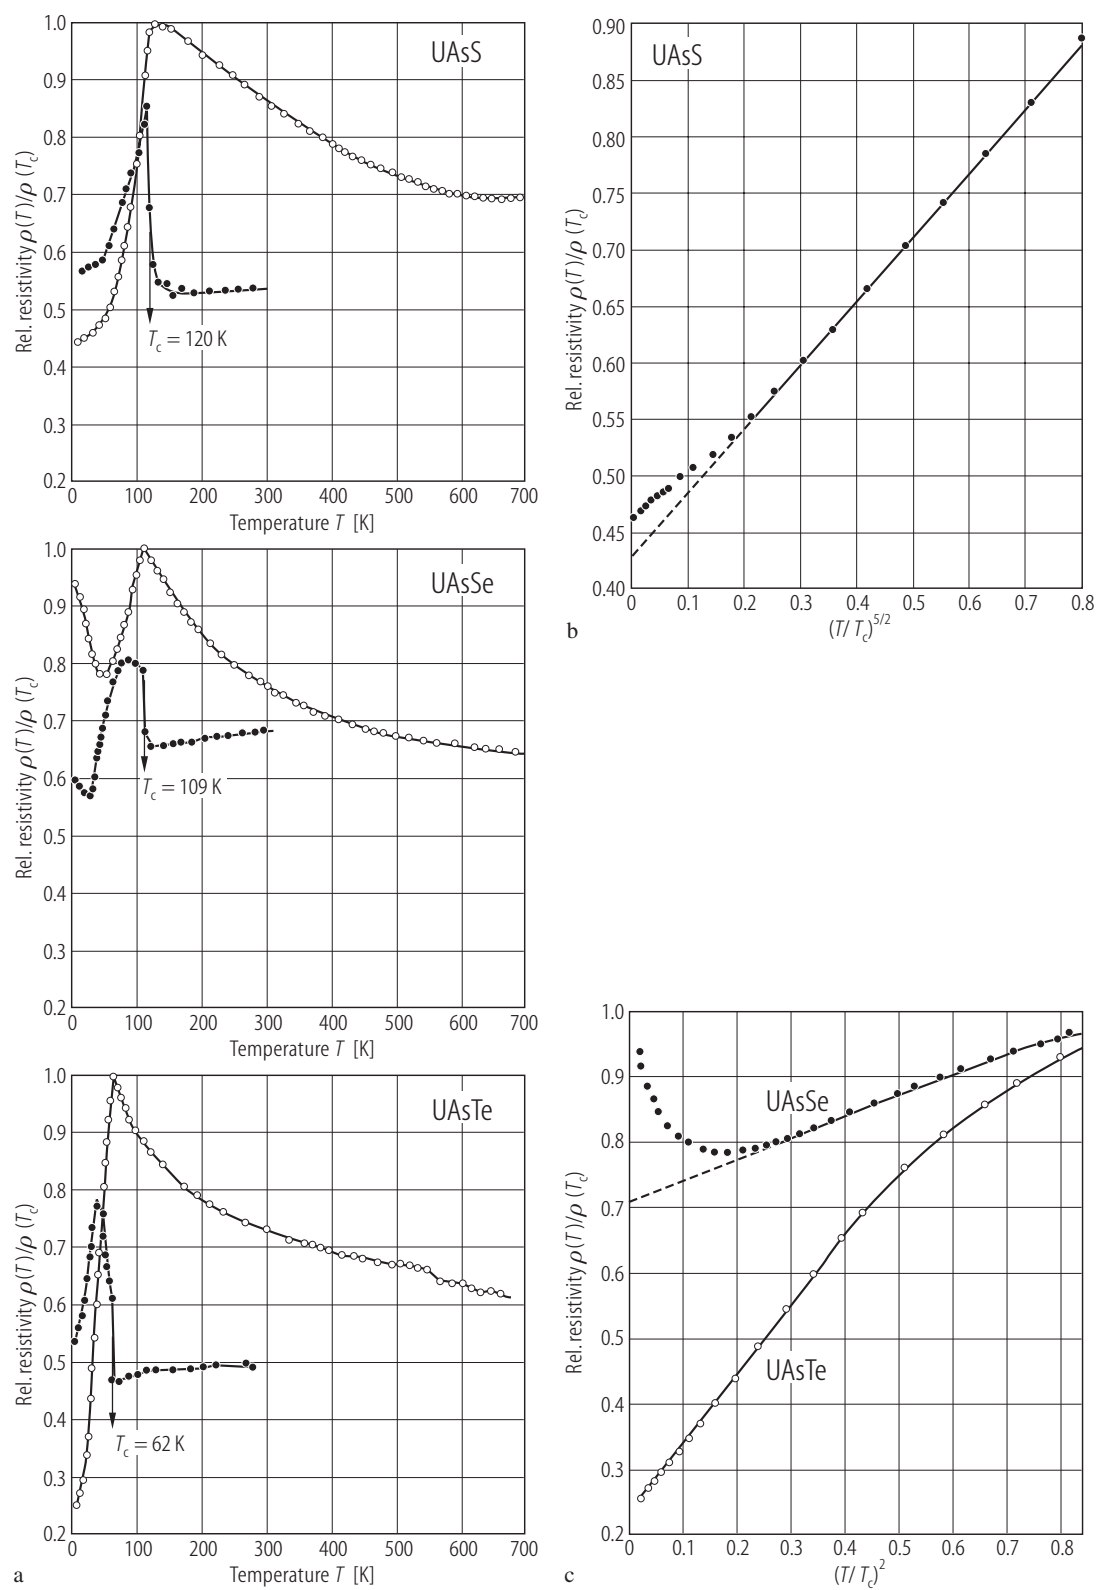 1.0
0.9
0.8
0.7
0.6
0.5
0.4
0.3
0.2
Rel. resistivity ρ(T)/ρ (Tc)
UAsS
Tc = 120 K
0 100 200 300 400 500 600 700
Temperature T [K]
1.0
0.9
0.8
0.7
0.6
0.5
0.4
0.3
0.2
Rel. resistivity ρ(T)/ρ (Tc)
UAsSe
Tc = 109 K
0 100 200 300 400 500 600 700
Temperature T [K]
1.0
0.9
0.8
0.7
0.6
0.5
0.4
0.3
0.2
Rel. resistivity ρ(T)/ρ (Tc)
UAsTe
Tc = 62 K
0 100 200 300 400 500 600 700
Temperature T [K]
a
0.90
0.85
0.80
0.75
0.70
0.65
0.60
0.55
0.50
0.45
0.40
Rel. resistivity ρ(T)/ρ (Tc)
UAsS
0 0.1 0.2 0.3 0.4 0.5 0.6 0.7 0.8
(T/ Tc)5/2
b
1.0
0.9
0.8
0.7
0.6
0.5
0.4
0.3
0.2
Rel. resistivity ρ(T)/ρ (Tc)
UAsSe
UAsTe
0 0.1 0.2 0.3 0.4 0.5 0.6 0.7 0.8
(T/ Tc)2
c